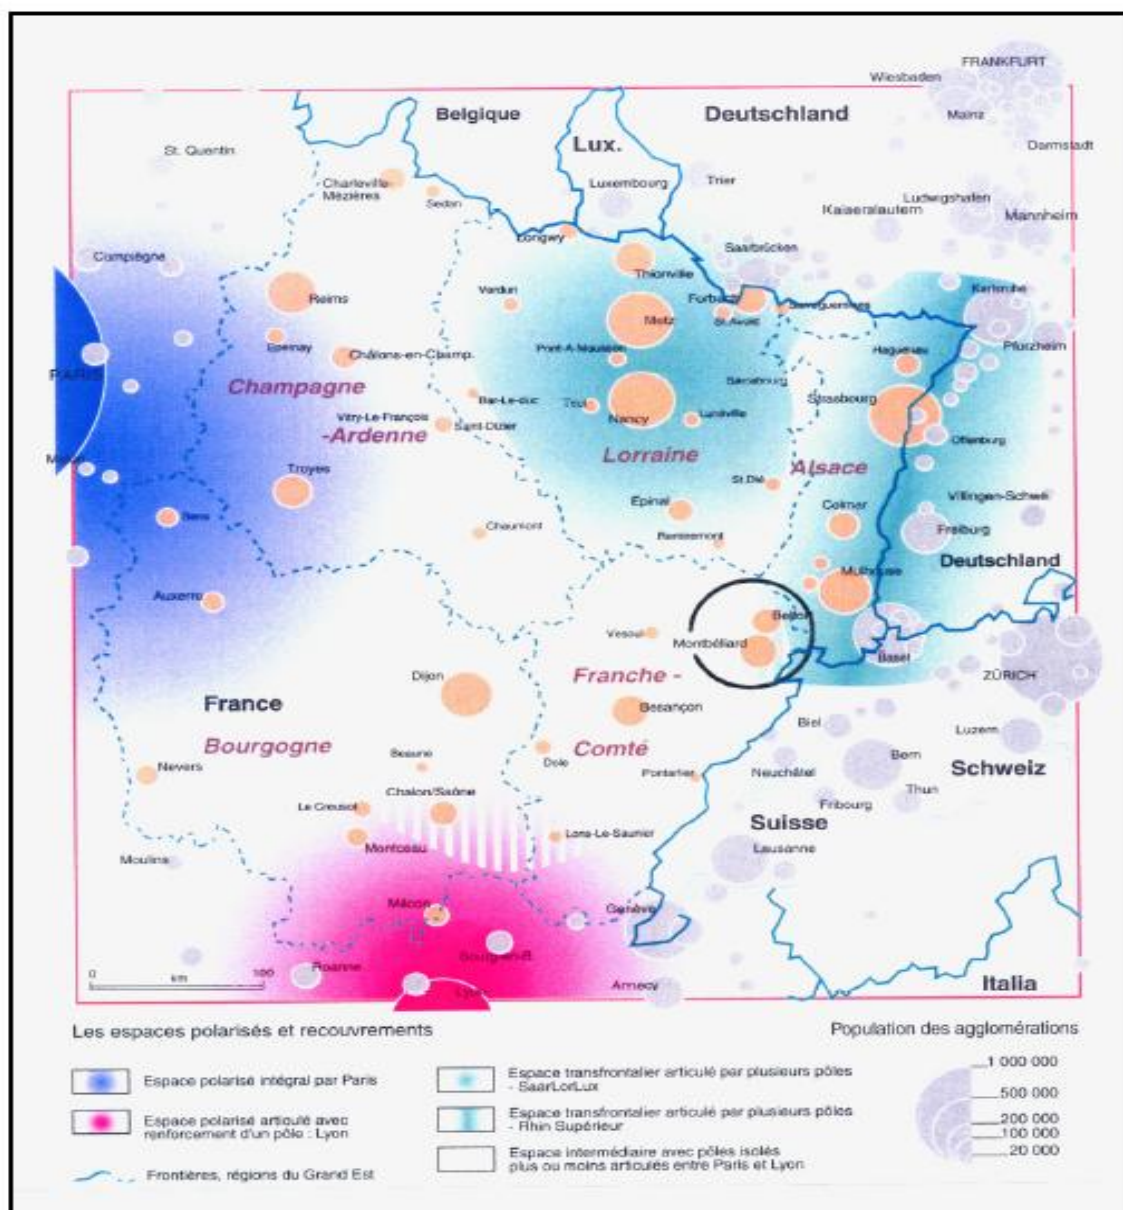 FRANKFURT
Wiesbaden
Mainz
Darmstadt
Belgique
Deutschland
Lux.
St. Quentin
Charleville
Mézières
Sedan
Luxembourg
Trier
Ludwigshafen
Kaiserlautern
Mannheim
Longwy
Saarbrücken
Compiègne
Thionville
Karlsruhe
Reims
Verdun
Forbach
Sarreguemines
Metz
St. Avold
Epernay
Châlons-en-Champ.
Pont-A-Mousson
Haguenau
Pforzheim
PARIS
Champagne
Bar-Le-duc
Toul
Sarrebourg
Strasbourg
Vitry-Le-François
Saint-Dizier
Nancy
Lunéville
-Ardenne
Offenburg
Lorraine
Alsace
Troyes
St.Dié
Epinal
Colmar
Villingen-Schwe
Sens
Chaumont
Remiremont
Freiburg
Deutschland
Mulhouse
Auxerre
Belfort
Vesoul
Montbéliard
Basel
Dijon
Franche -
ZÜRICH
France
Besançon
Bourgogne
Comté
Biel
Luzern
Beaune
Dole
Nevers
Pontarlier
Neuchâtel
Bern
Schweiz
Chalon/Saône
Thun
Le Creusot
Fribourg
Suisse
Lons-Le-Saunier
Montceau
Lausanne
Moulins
Mâcon
Genève
Bourg-en-B.
Roanne
Annecy
Lyon
Italia
0 km 100
Les espaces polarisés et recouvrements
Espace polarisé intégral par Paris
Espace polarisé articulé avec
renforcement d'un pôle : Lyon
Frontières, régions du Grand Est
Espace transfrontalier articulé par plusieurs pôles
- SaarLorLux
Espace transfrontalier articulé par plusieurs pôles
- Rhin Supérieur
Espace intermédiaire avec pôles isolés
plus ou moins articulés entre Paris et Lyon
Population des agglomérations
1 000 000
500 000
200 000
100 000
20 000